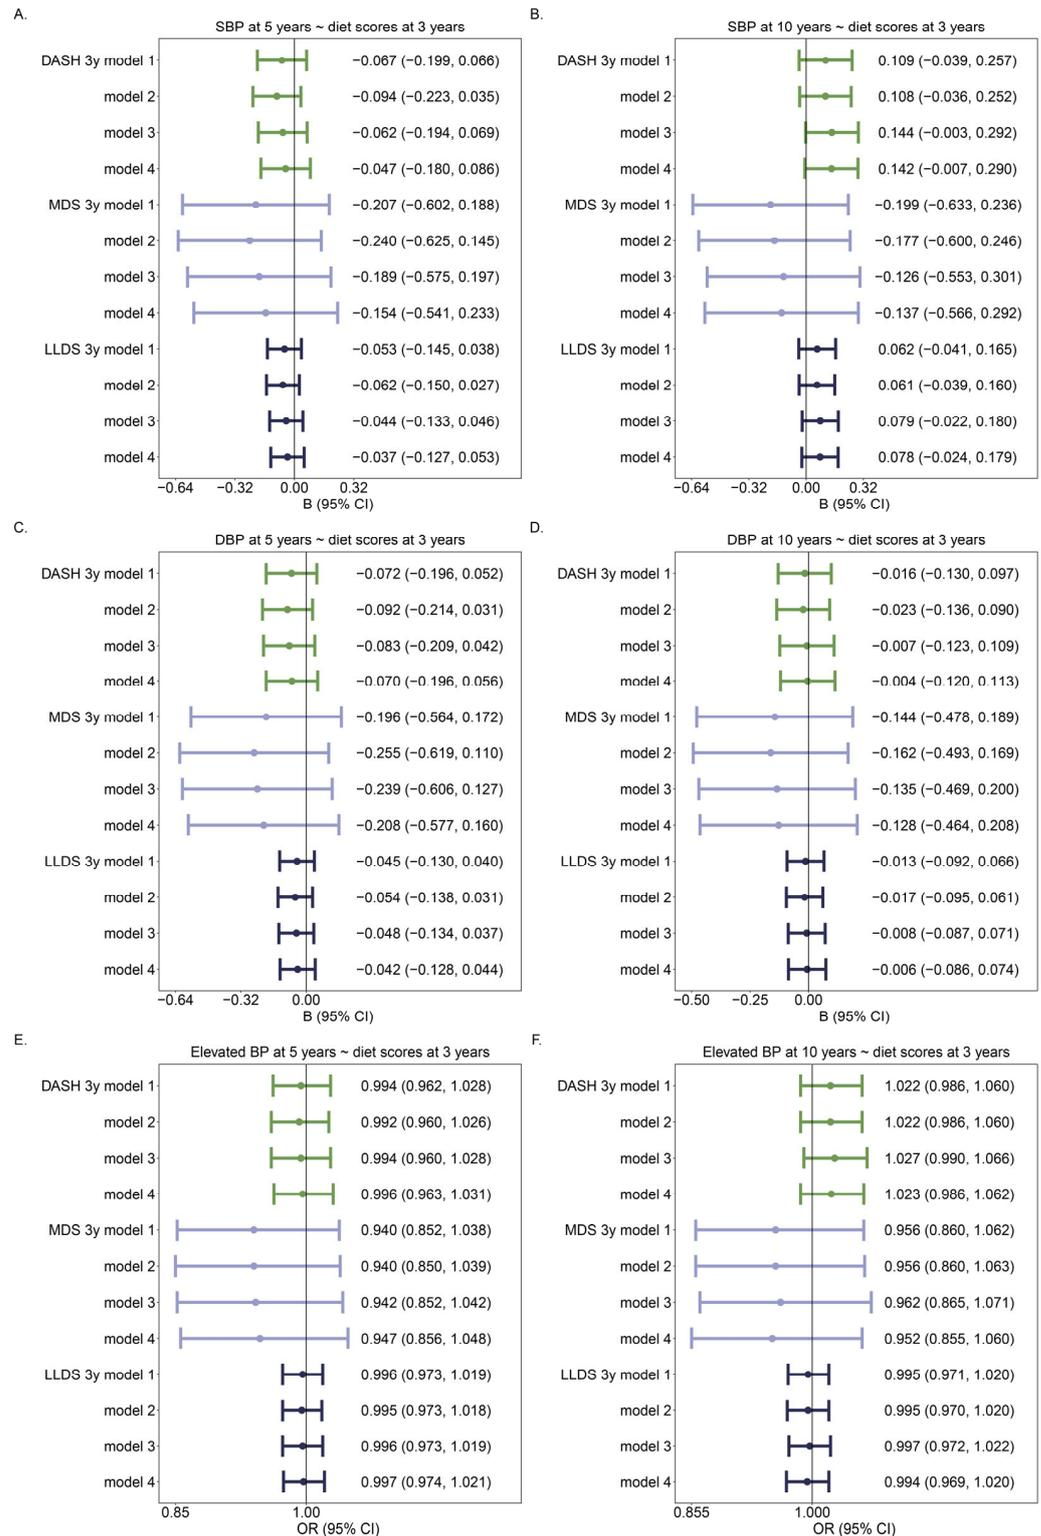 A.
SBP at 5 years ~ diet scores at 3 years
DASH 3y model 1 −0.067 (−0.199, 0.066)
model 2 −0.094 (−0.223, 0.035)
model 3 −0.062 (−0.194, 0.069)
model 4 −0.047 (−0.180, 0.086)
MDS 3y model 1 −0.207 (−0.602, 0.188)
model 2 −0.240 (−0.625, 0.145)
model 3 −0.189 (−0.575, 0.197)
model 4 −0.154 (−0.541, 0.233)
LLDS 3y model 1 −0.053 (−0.145, 0.038)
model 2 −0.062 (−0.150, 0.027)
model 3 −0.044 (−0.133, 0.046)
model 4 −0.037 (−0.127, 0.053)
−0.64 −0.32 0.00 0.32
B (95% CI)
B.
SBP at 10 years ~ diet scores at 3 years
DASH 3y model 1 0.109 (−0.039, 0.257)
model 2 0.108 (−0.036, 0.252)
model 3 0.144 (−0.003, 0.292)
model 4 0.142 (−0.007, 0.290)
MDS 3y model 1 −0.199 (−0.633, 0.236)
model 2 −0.177 (−0.600, 0.246)
model 3 −0.126 (−0.553, 0.301)
model 4 −0.137 (−0.566, 0.292)
LLDS 3y model 1 0.062 (−0.041, 0.165)
model 2 0.061 (−0.039, 0.160)
model 3 0.079 (−0.022, 0.180)
model 4 0.078 (−0.024, 0.179)
−0.64 −0.32 0.00 0.32
B (95% CI)
C.
DBP at 5 years ~ diet scores at 3 years
DASH 3y model 1 −0.072 (−0.196, 0.052)
model 2 −0.092 (−0.214, 0.031)
model 3 −0.083 (−0.209, 0.042)
model 4 −0.070 (−0.196, 0.056)
MDS 3y model 1 −0.196 (−0.564, 0.172)
model 2 −0.255 (−0.619, 0.110)
model 3 −0.239 (−0.606, 0.127)
model 4 −0.208 (−0.577, 0.160)
LLDS 3y model 1 −0.045 (−0.130, 0.040)
model 2 −0.054 (−0.138, 0.031)
model 3 −0.048 (−0.134, 0.037)
model 4 −0.042 (−0.128, 0.044)
−0.64 −0.32 0.00
B (95% CI)
D.
DBP at 10 years ~ diet scores at 3 years
DASH 3y model 1 −0.016 (−0.130, 0.097)
model 2 −0.023 (−0.136, 0.090)
model 3 −0.007 (−0.123, 0.109)
model 4 −0.004 (−0.120, 0.113)
MDS 3y model 1 −0.144 (−0.478, 0.189)
model 2 −0.162 (−0.493, 0.169)
model 3 −0.135 (−0.469, 0.200)
model 4 −0.128 (−0.464, 0.208)
LLDS 3y model 1 −0.013 (−0.092, 0.066)
model 2 −0.017 (−0.095, 0.061)
model 3 −0.008 (−0.087, 0.071)
model 4 −0.006 (−0.086, 0.074)
−0.50 −0.25 0.00
B (95% CI)
E.
Elevated BP at 5 years ~ diet scores at 3 years
DASH 3y model 1 0.994 (0.962, 1.028)
model 2 0.992 (0.960, 1.026)
model 3 0.994 (0.960, 1.028)
model 4 0.996 (0.963, 1.031)
MDS 3y model 1 0.940 (0.852, 1.038)
model 2 0.940 (0.850, 1.039)
model 3 0.942 (0.852, 1.042)
model 4 0.947 (0.856, 1.048)
LLDS 3y model 1 0.996 (0.973, 1.019)
model 2 0.995 (0.973, 1.018)
model 3 0.996 (0.973, 1.019)
model 4 0.997 (0.974, 1.021)
0.85 1.00
OR (95% CI)
F.
Elevated BP at 10 years ~ diet scores at 3 years
DASH 3y model 1 1.022 (0.986, 1.060)
model 2 1.022 (0.986, 1.060)
model 3 1.027 (0.990, 1.066)
model 4 1.023 (0.986, 1.062)
MDS 3y model 1 0.956 (0.860, 1.062)
model 2 0.956 (0.860, 1.063)
model 3 0.962 (0.865, 1.071)
model 4 0.952 (0.855, 1.060)
LLDS 3y model 1 0.995 (0.971, 1.020)
model 2 0.995 (0.970, 1.020)
model 3 0.997 (0.972, 1.022)
model 4 0.994 (0.969, 1.020)
0.855 1.000
OR (95% CI)